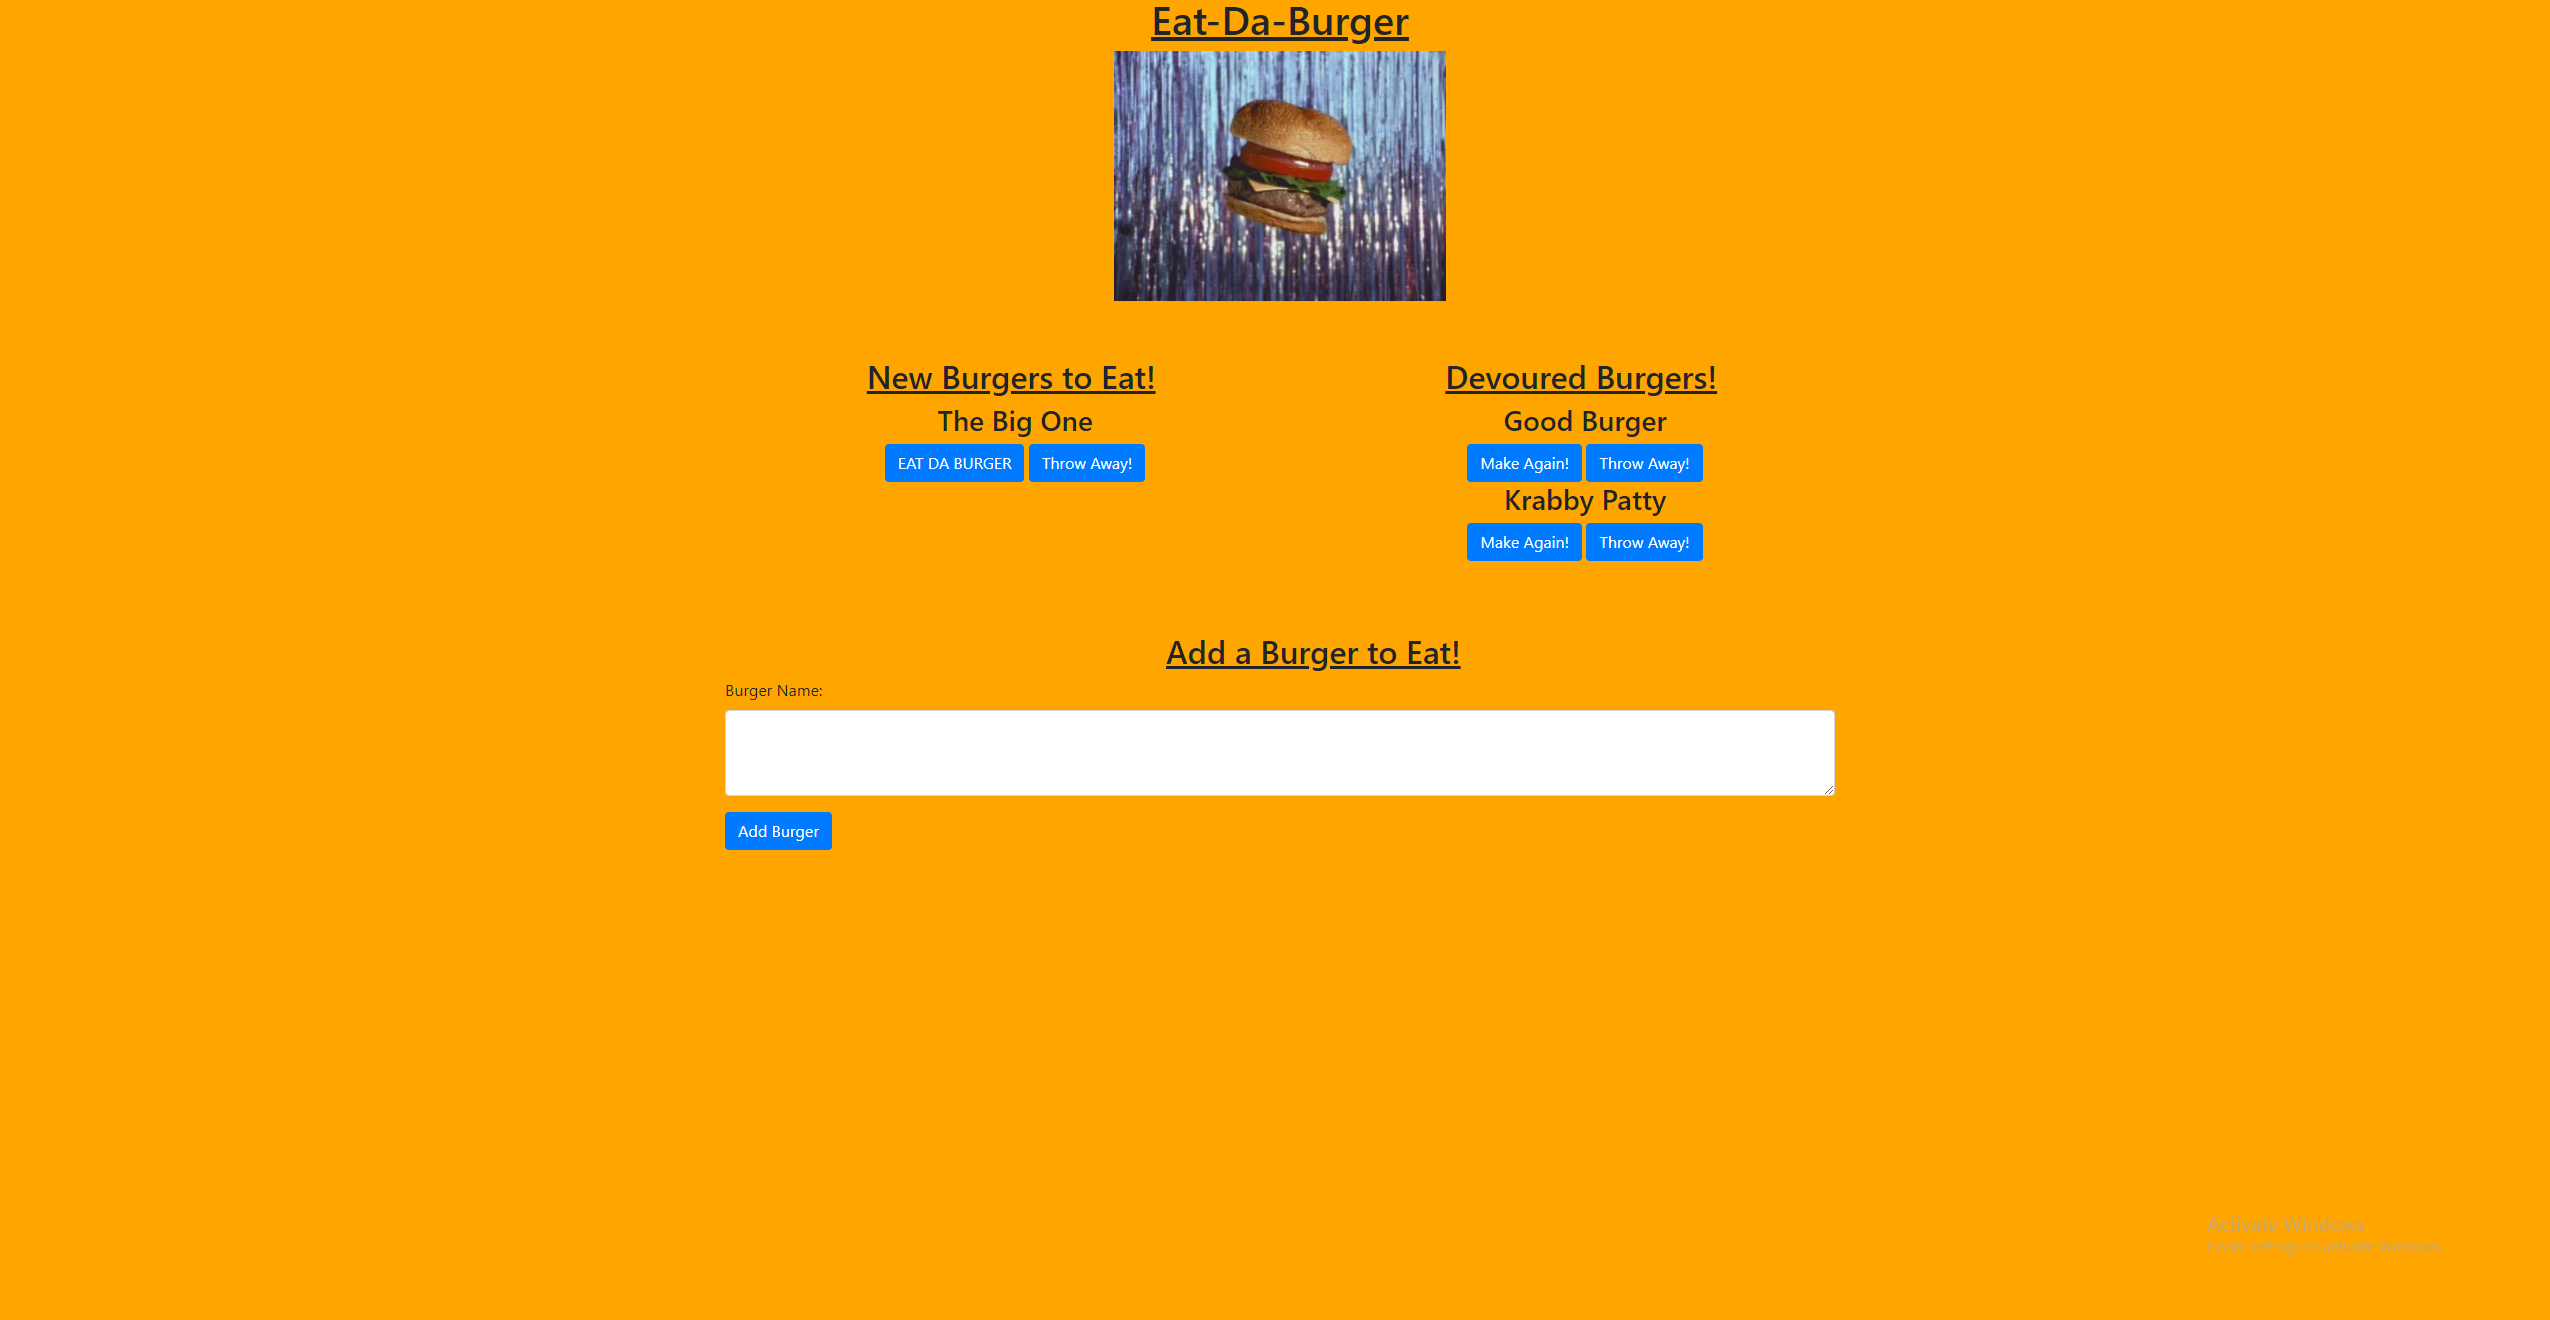 Eat-Da-Burger
New Burgers to Eat!
The Big One
EAT DA BURGER Throw Away!
Devoured Burgers!
Good Burger
Make Again! Throw Away!
Krabby Patty
Make Again! Throw Away!
Add a Burger to Eat!
Burger Name:
Add Burger
Activate Windows
Go to Settings to activate Windows.